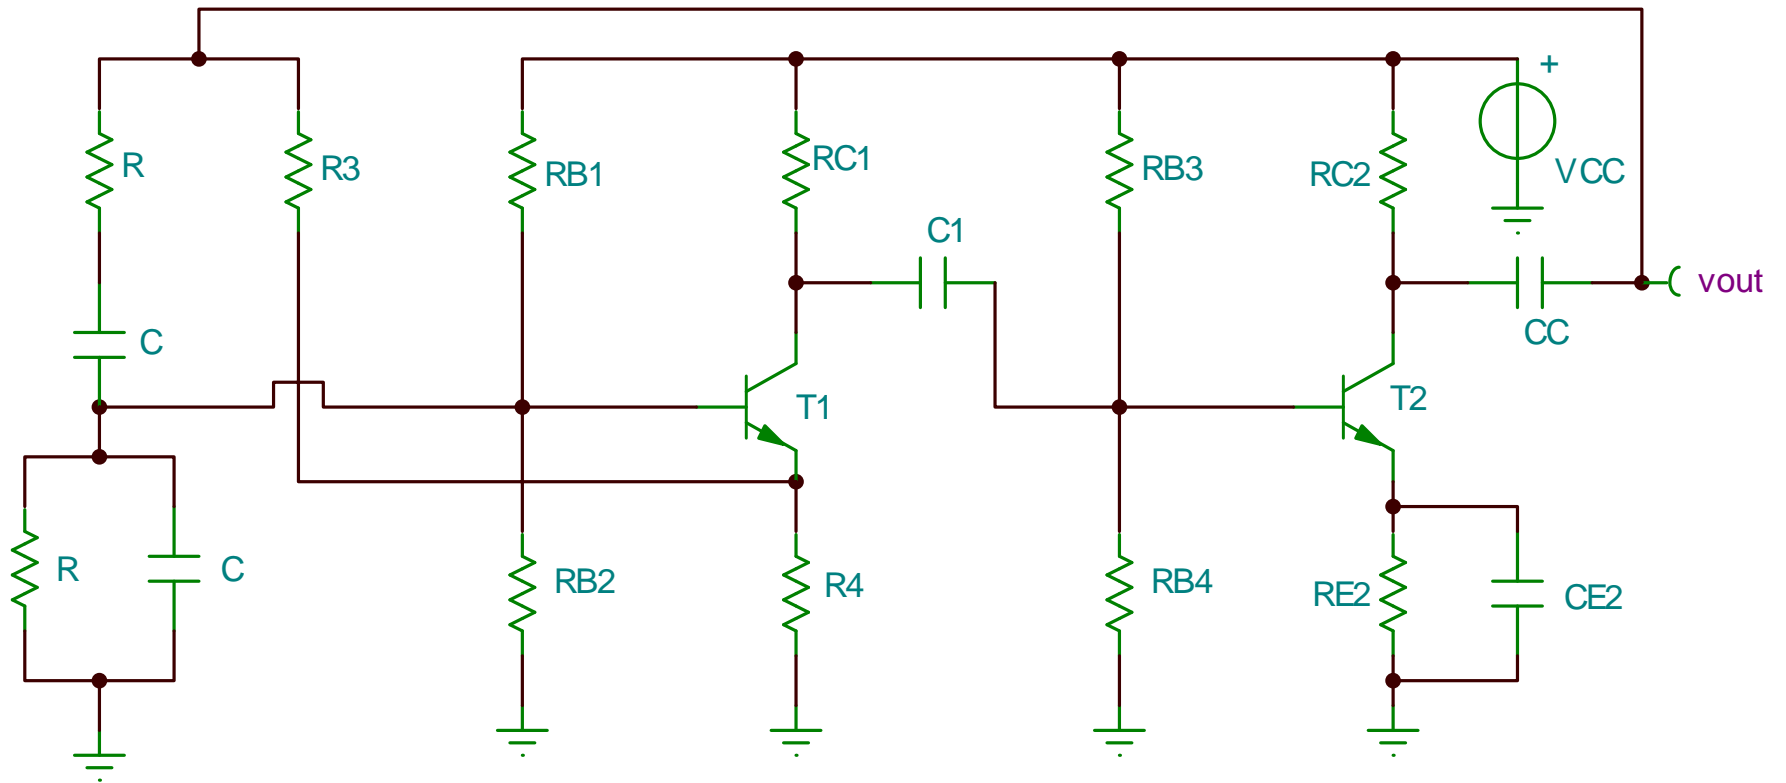 +
R
R3
RB1
RC1
RB3
RC2
VCC
C1
vout
C
CC
T1
T2
R
C
RB2
R4
RB4
RE2
CE2